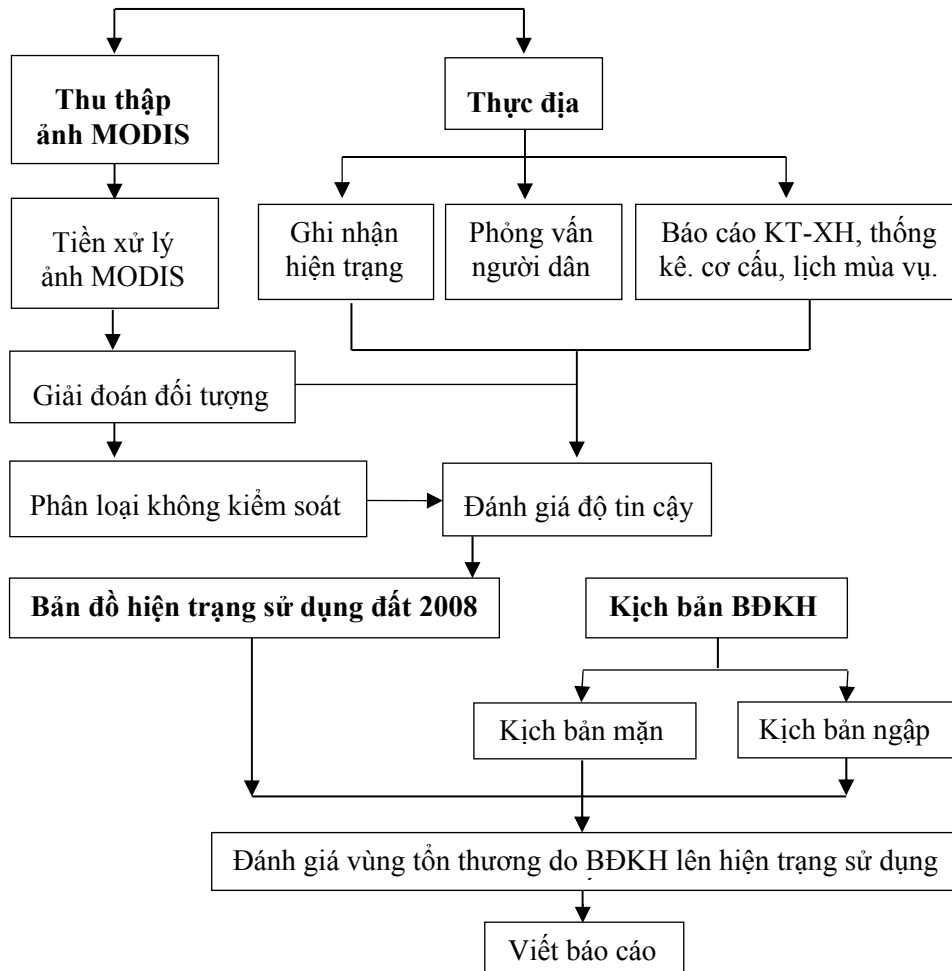 Thu thập
ảnh MODIS
Thực địa
Tiền xử lý
ảnh MODIS
Ghi nhận
hiện trạng
Phỏng vấn
người dân
Báo cáo KT-XH, thống
kê. cơ cấu, lịch mùa vụ.
Giải đoán đối tượng
Phân loại không kiểm soát
Đánh giá độ tin cậy
Bản đồ hiện trạng sử dụng đất 2008
Kịch bản BĐKH
Kịch bản mặn
Kịch bản ngập
Đánh giá vùng tổn thương do BĐKH lên hiện trạng sử dụng
Viết báo cáo